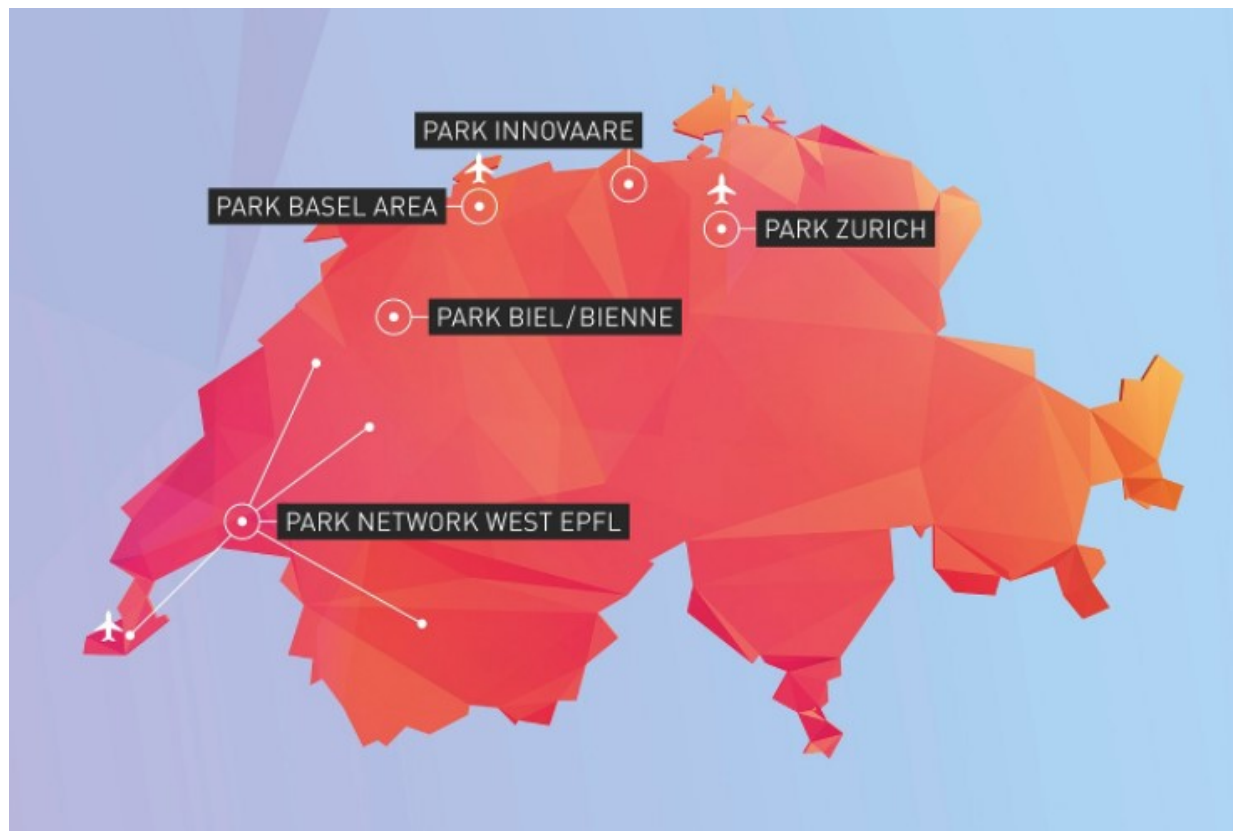 PARK INNOVAARE
PARK BASEL AREA
PARK ZURICH
PARK BIEL/BIENNE
PARK NETWORK WEST EPFL